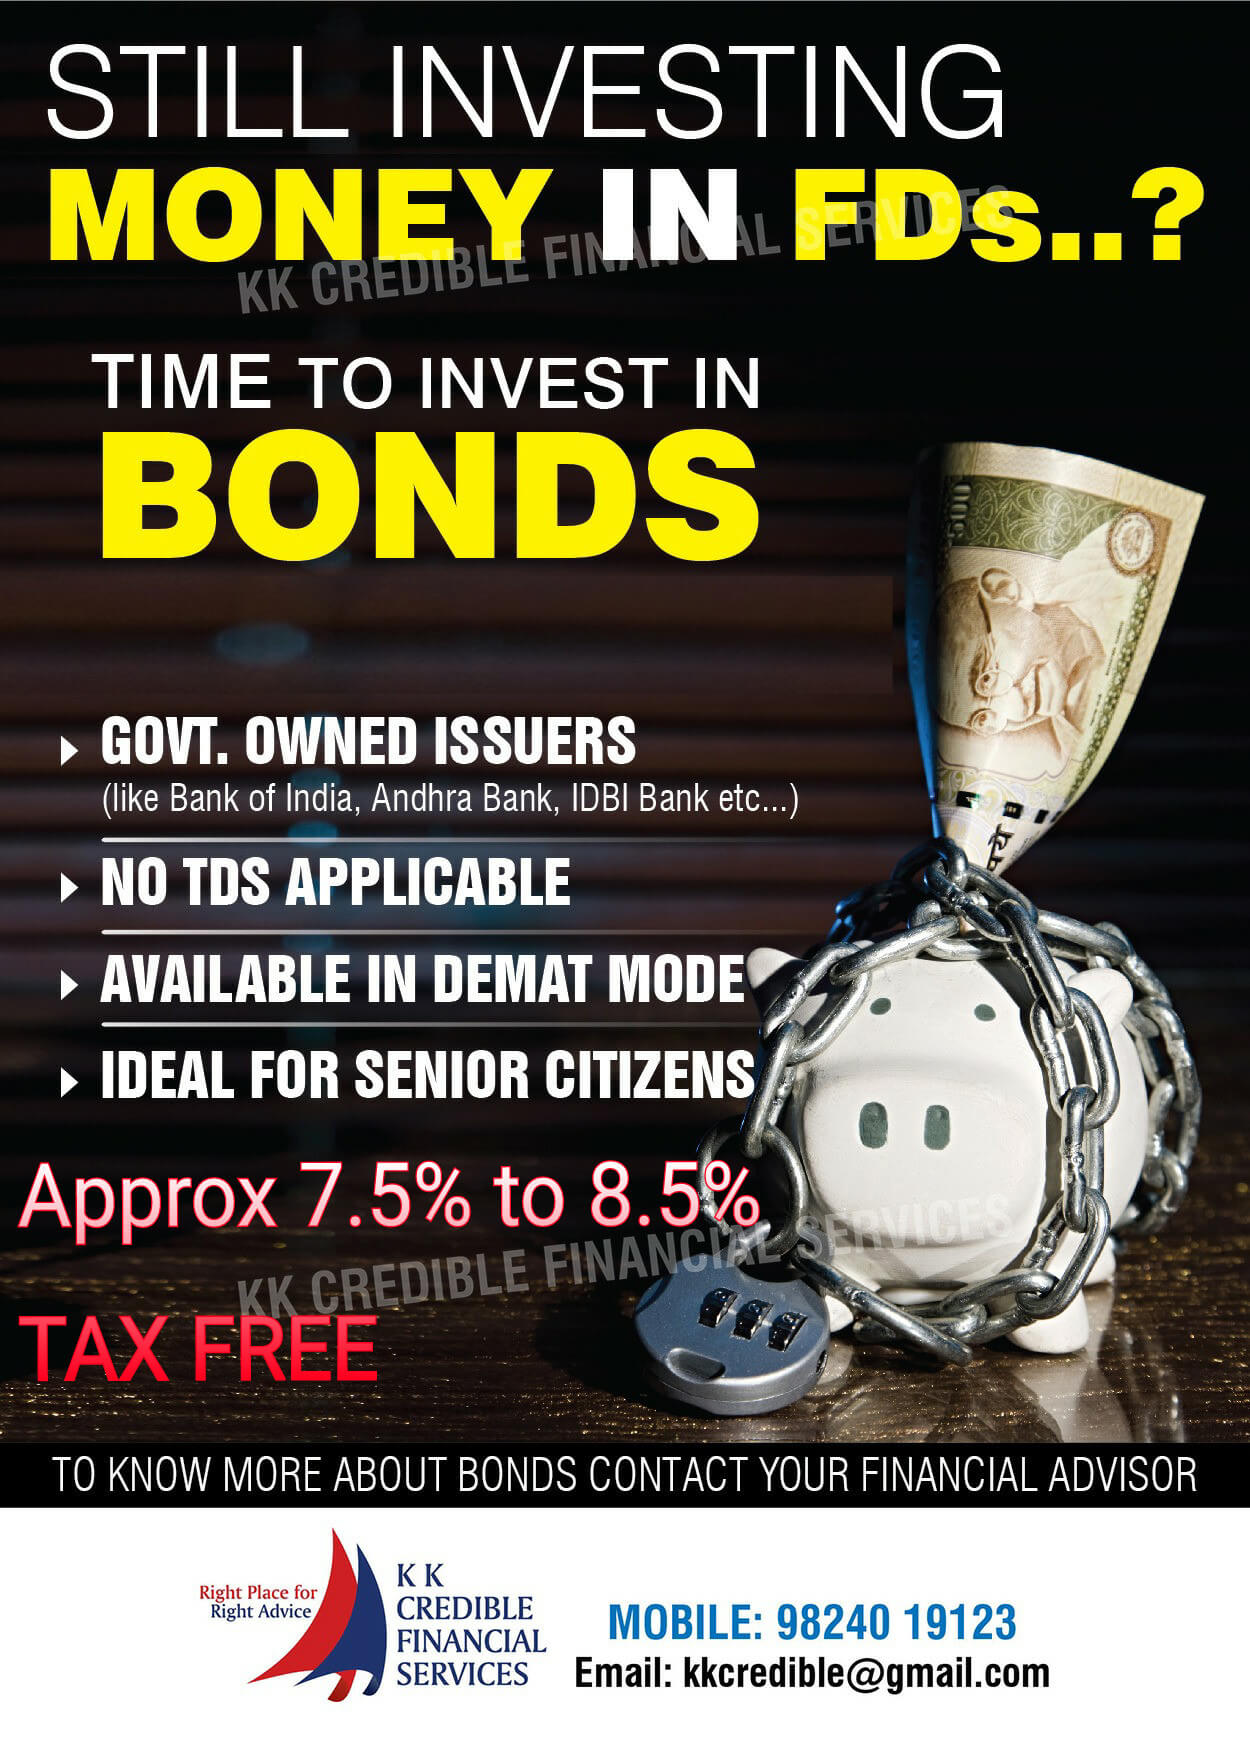 STILL INVESTING
MONEY IN FDs..?
KK CREDIBLE FINANCIAL SERVICES
TIME TO INVEST IN
BONDS
500
GOVT. OWNED ISSUERS
(like Bank of India, Andhra Bank, IDBI Bank etc...)
NO TDS APPLICABLE
AVAILABLE IN DEMAT MODE
IDEAL FOR SENIOR CITIZENS
Approx 7.5% to 8.5%
KK CREDIBLE FINANCIAL SERVICES
TAX FREE
TO KNOW MORE ABOUT BONDS CONTACT YOUR FINANCIAL ADVISOR
Right Place for
Right Advice
K K
CREDIBLE
FINANCIAL
SERVICES
MOBILE: 98240 19123
Email: kkcredible@gmail.com